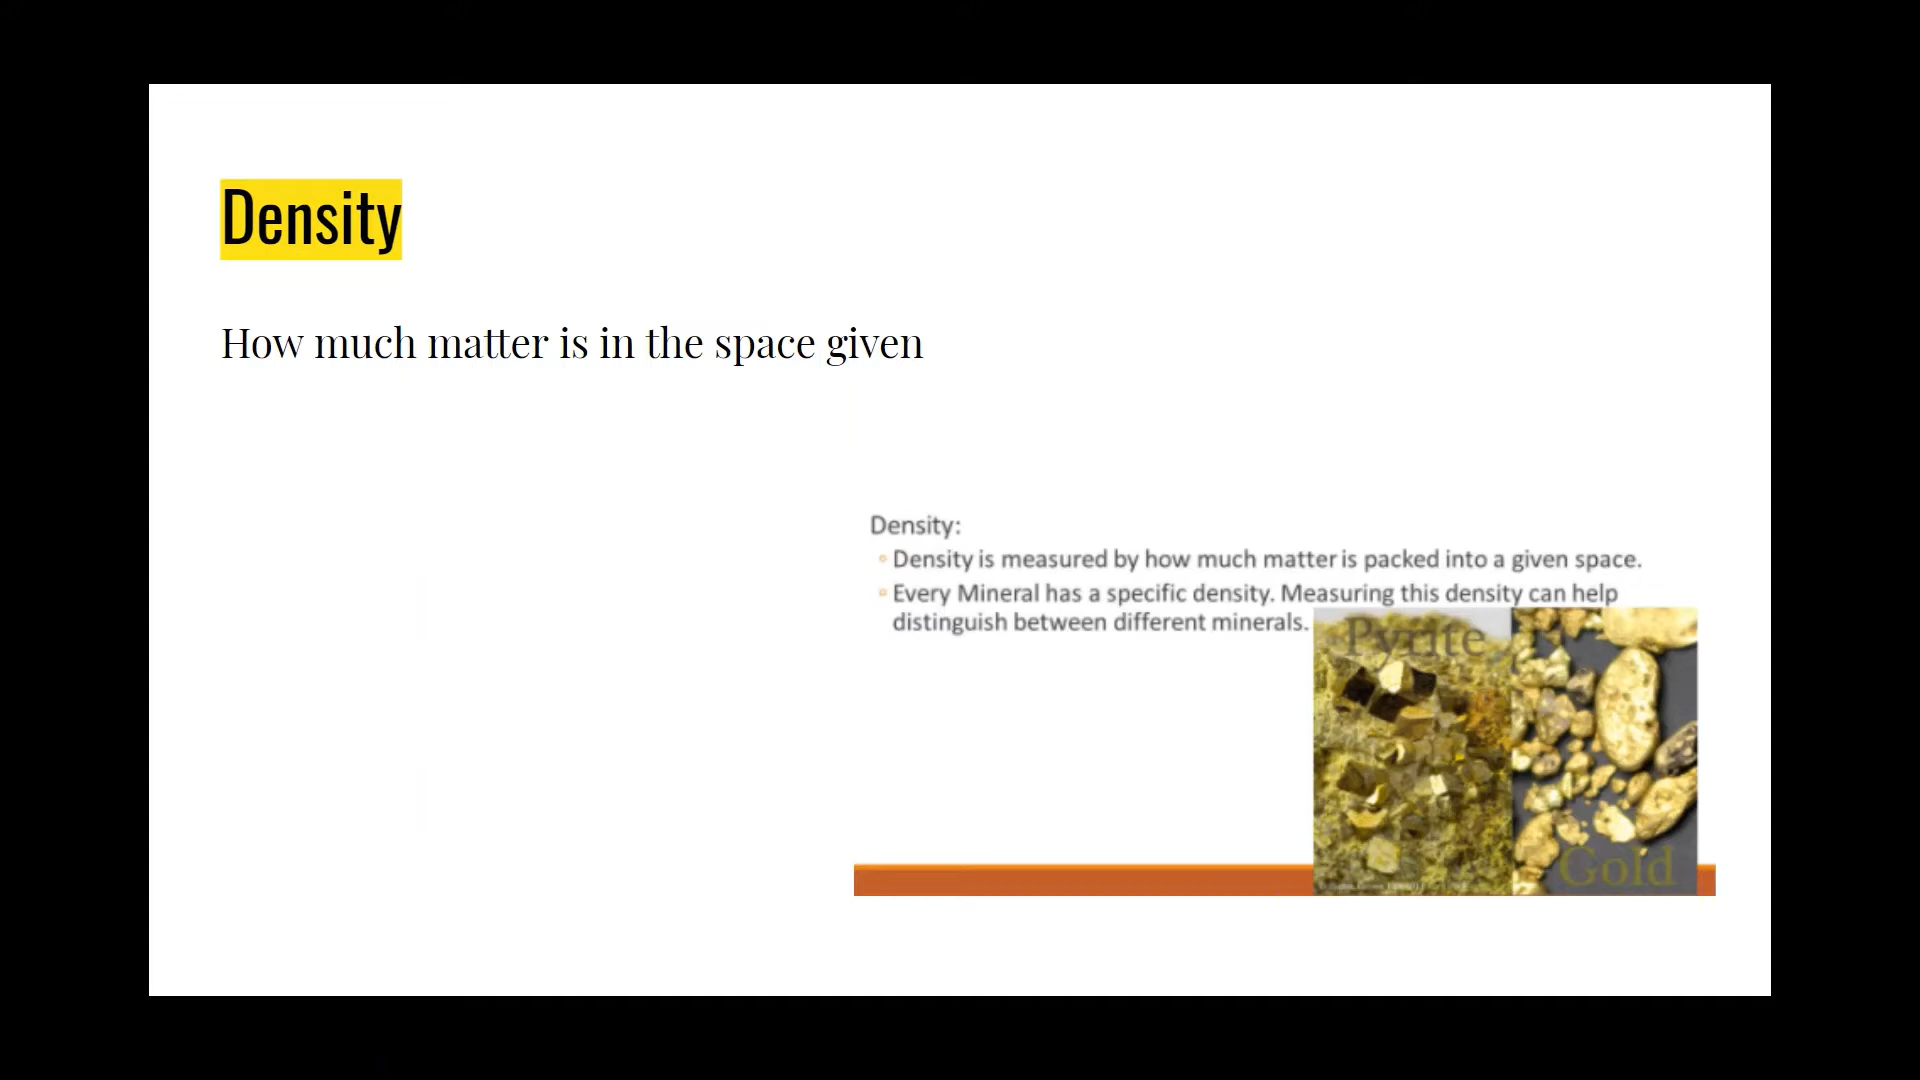 Density
How much matter is in the space given
Density:
Density is measured by how much matter is packed into a given space.
Every Mineral has a specific density. Measuring this density can help
distinguish between different minerals.
Pyrite
Gold